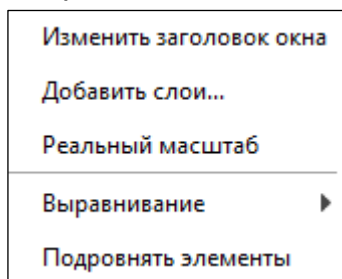 Изменить заголовок окна
Добавить слои...
Реальный масштаб
Выравнивание
Подровнять элементы